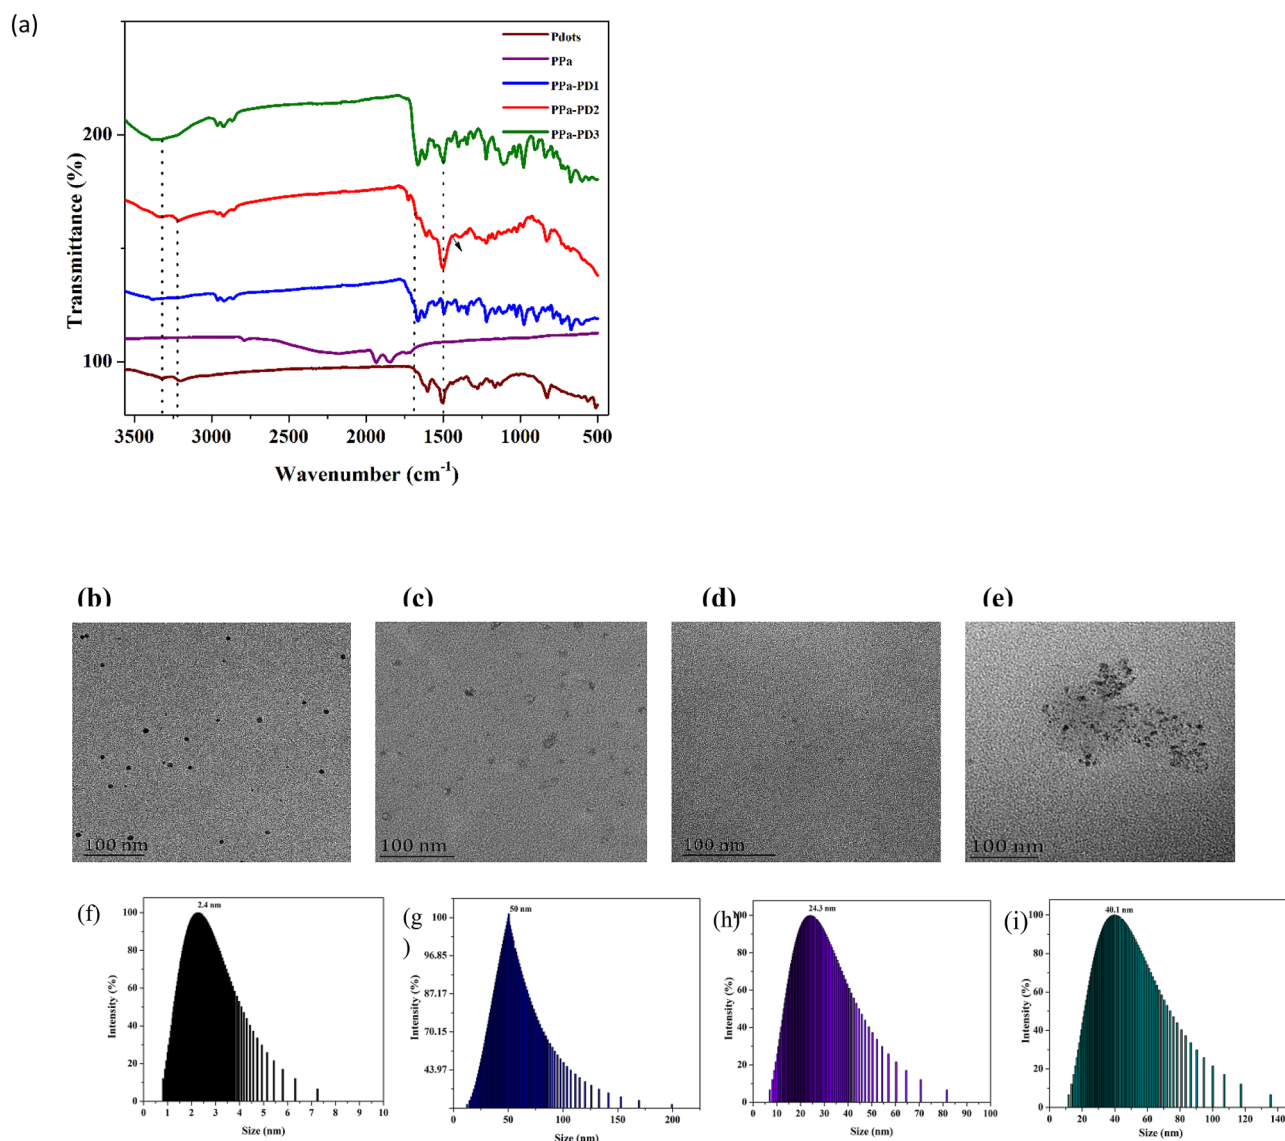 (a)
Pdots
PPa
PPa-PD1
PPa-PD2
PPa-PD3
200
100
Transmittance (%)
3500 3000 2500 2000 1500 1000 500
Wavenumber (cm-1)
(b) (c) (d) (e)
100 nm 100 nm 100 nm 100 nm
(f)
2.4 nm
100
80
60
40
20
0
Intensity (%)
0 1 2 3 4 5 6 7 8 9 10
Size (nm)
(g
)
50 nm
100
96.85
87.17
70.15
43.97
Intensity (%)
0 50 100 150 200
Size (nm)
(h)
24.3 nm
100
80
60
40
20
0
Intensity (%)
0 10 20 30 40 50 60 70 80 90 100
Size (nm)
(i)
40.1 nm
100
80
60
40
20
0
Intensity (%)
0 20 40 60 80 100 120 140
Size (nm)